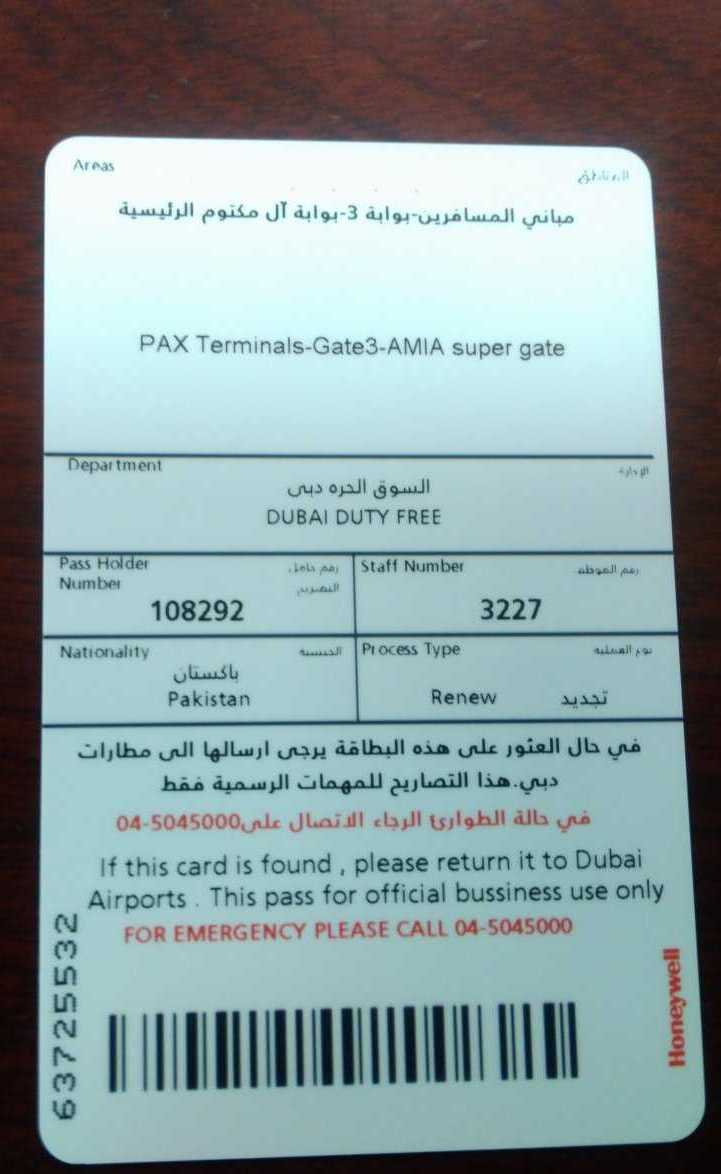 Areas
المناطق
مباني المسافرين-بوابة 3-بوابة آل مكتوم الرئيسية
PAX Terminals-Gate3-AMIA super gate
Department
الإدارة
السوق الحره دبى
DUBAI DUTY FREE
Pass Holder
Number
رقم حامل
التصريح
108292
Staff Number
رقم الموظف
3227
Nationality
الجنسية
باكستان
Pakistan
Process Type
نوع العملية
Renew تجديد
في حال العثور على هذه البطاقة يرجى ارسالها الى مطارات
دبي.هذا التصاريح للمهمات الرسمية فقط
في حالة الطوارئ الرجاء الاتصال على04-5045000
If this card is found , please return it to Dubai
Airports . This pass for official bussiness use only
FOR EMERGENCY PLEASE CALL 04-5045000
63725532
Honeywell